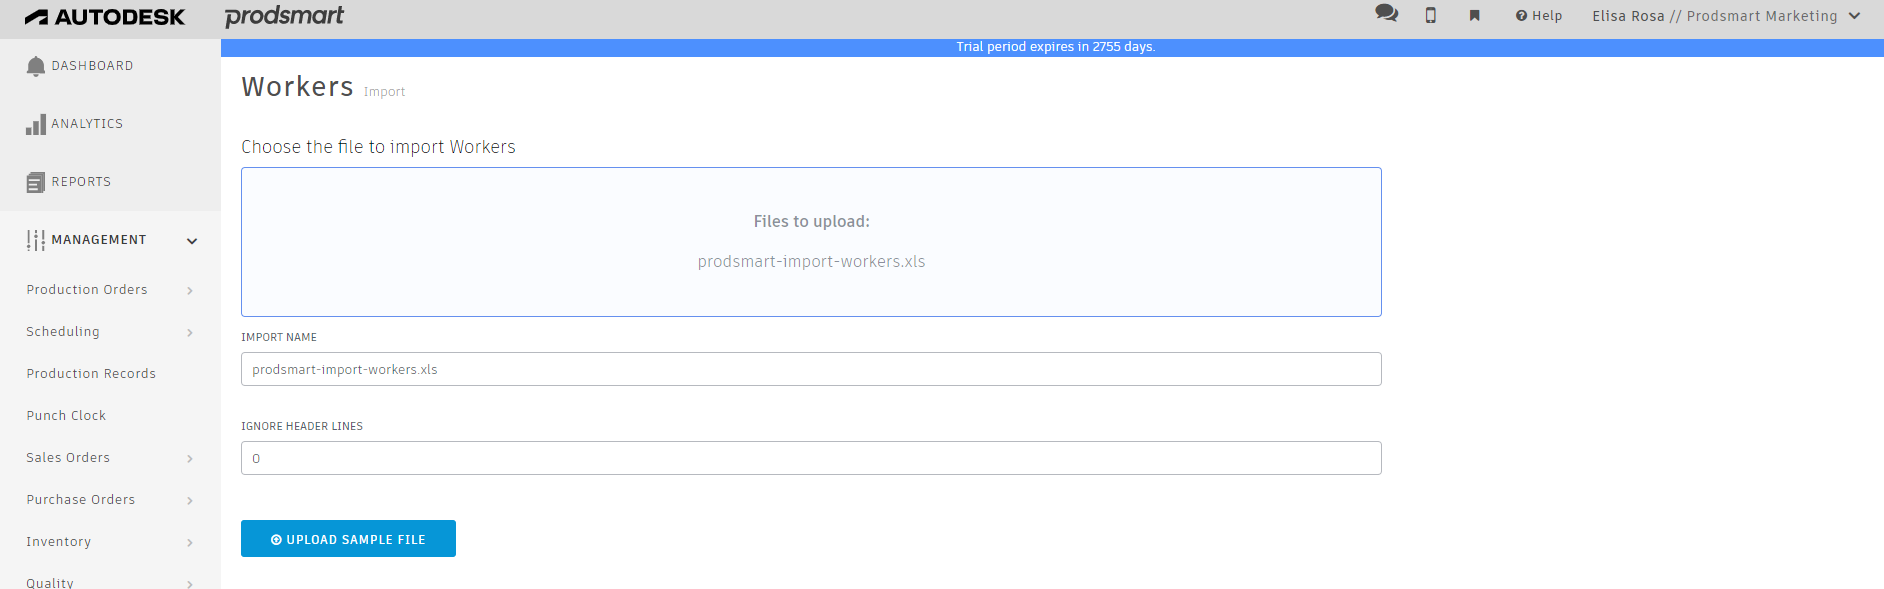 AUTODESK prodsmart
Help Elisa Rosa // Prodsmart Marketing
Trial period expires in 2755 days.
DASHBOARD
ANALYTICS
REPORTS
MANAGEMENT
Production Orders
Scheduling
Production Records
Punch Clock
Sales Orders
Purchase Orders
Inventory
Quality
Workers Import
Choose the file to import Workers
Files to upload:
prodsmart-import-workers.xls
IMPORT NAME
prodsmart-import-workers.xls
IGNORE HEADER LINES
0
UPLOAD SAMPLE FILE